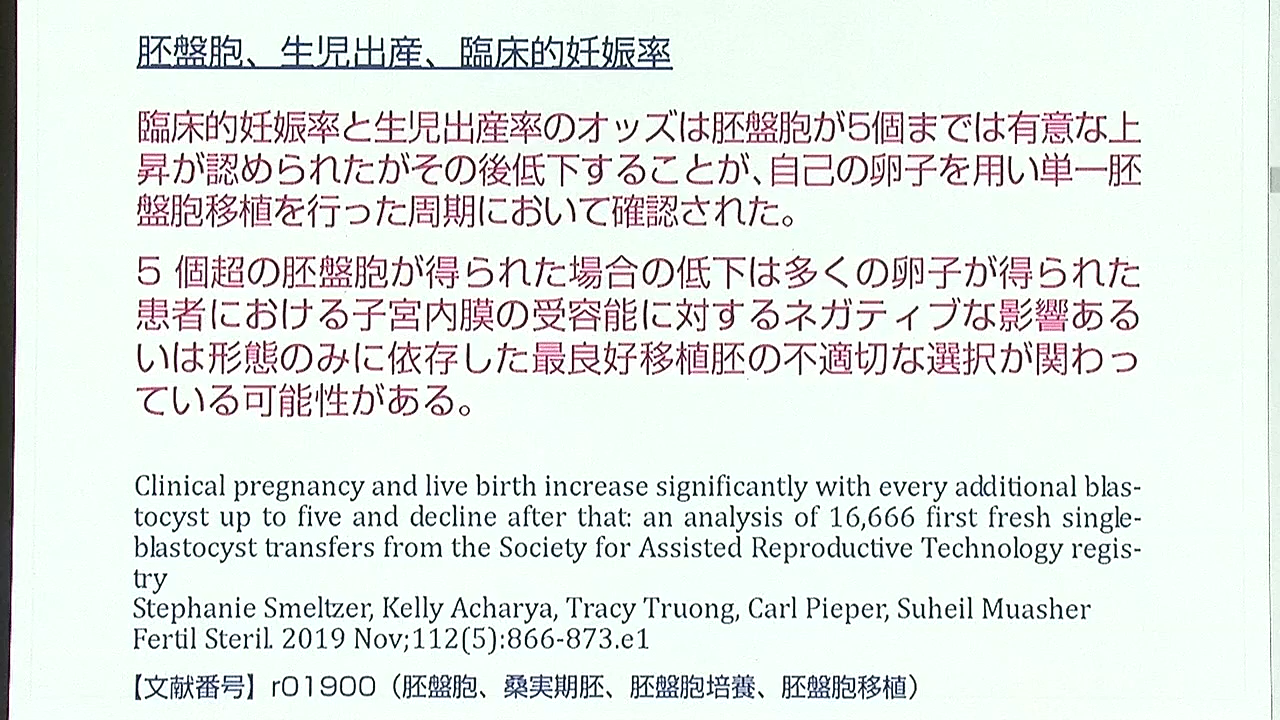 胚盤胞、生児出産、臨床的妊娠率
臨床的妊娠率と生児出産率のオッズは胚盤胞が5個までは有意な上
昇が認められたがその後低下することが、自己の卵子を用い単一胚
盤胞移植を行った周期において確認された。
5 個超の胚盤胞が得られた場合の低下は多くの卵子が得られた
患者における子宮内膜の受容能に対するネガティブな影響ある
いは形態のみに依存した最良好移植胚の不適切な選択が関わっ
ている可能性がある。
Clinical pregnancy and live birth increase significantly with every additional blas-
tocyst up to five and decline after that: an analysis of 16,666 first fresh single-
blastocyst transfers from the Society for Assisted Reproductive Technology regis-
try
Stephanie Smeltzer, Kelly Acharya, Tracy Truong, Carl Pieper, Suheil Muasher
Fertil Steril. 2019 Nov;112(5):866-873.e1
【文献番号】r01900（胚盤胞、桑実期胚、胚盤胞培養、胚盤胞移植）